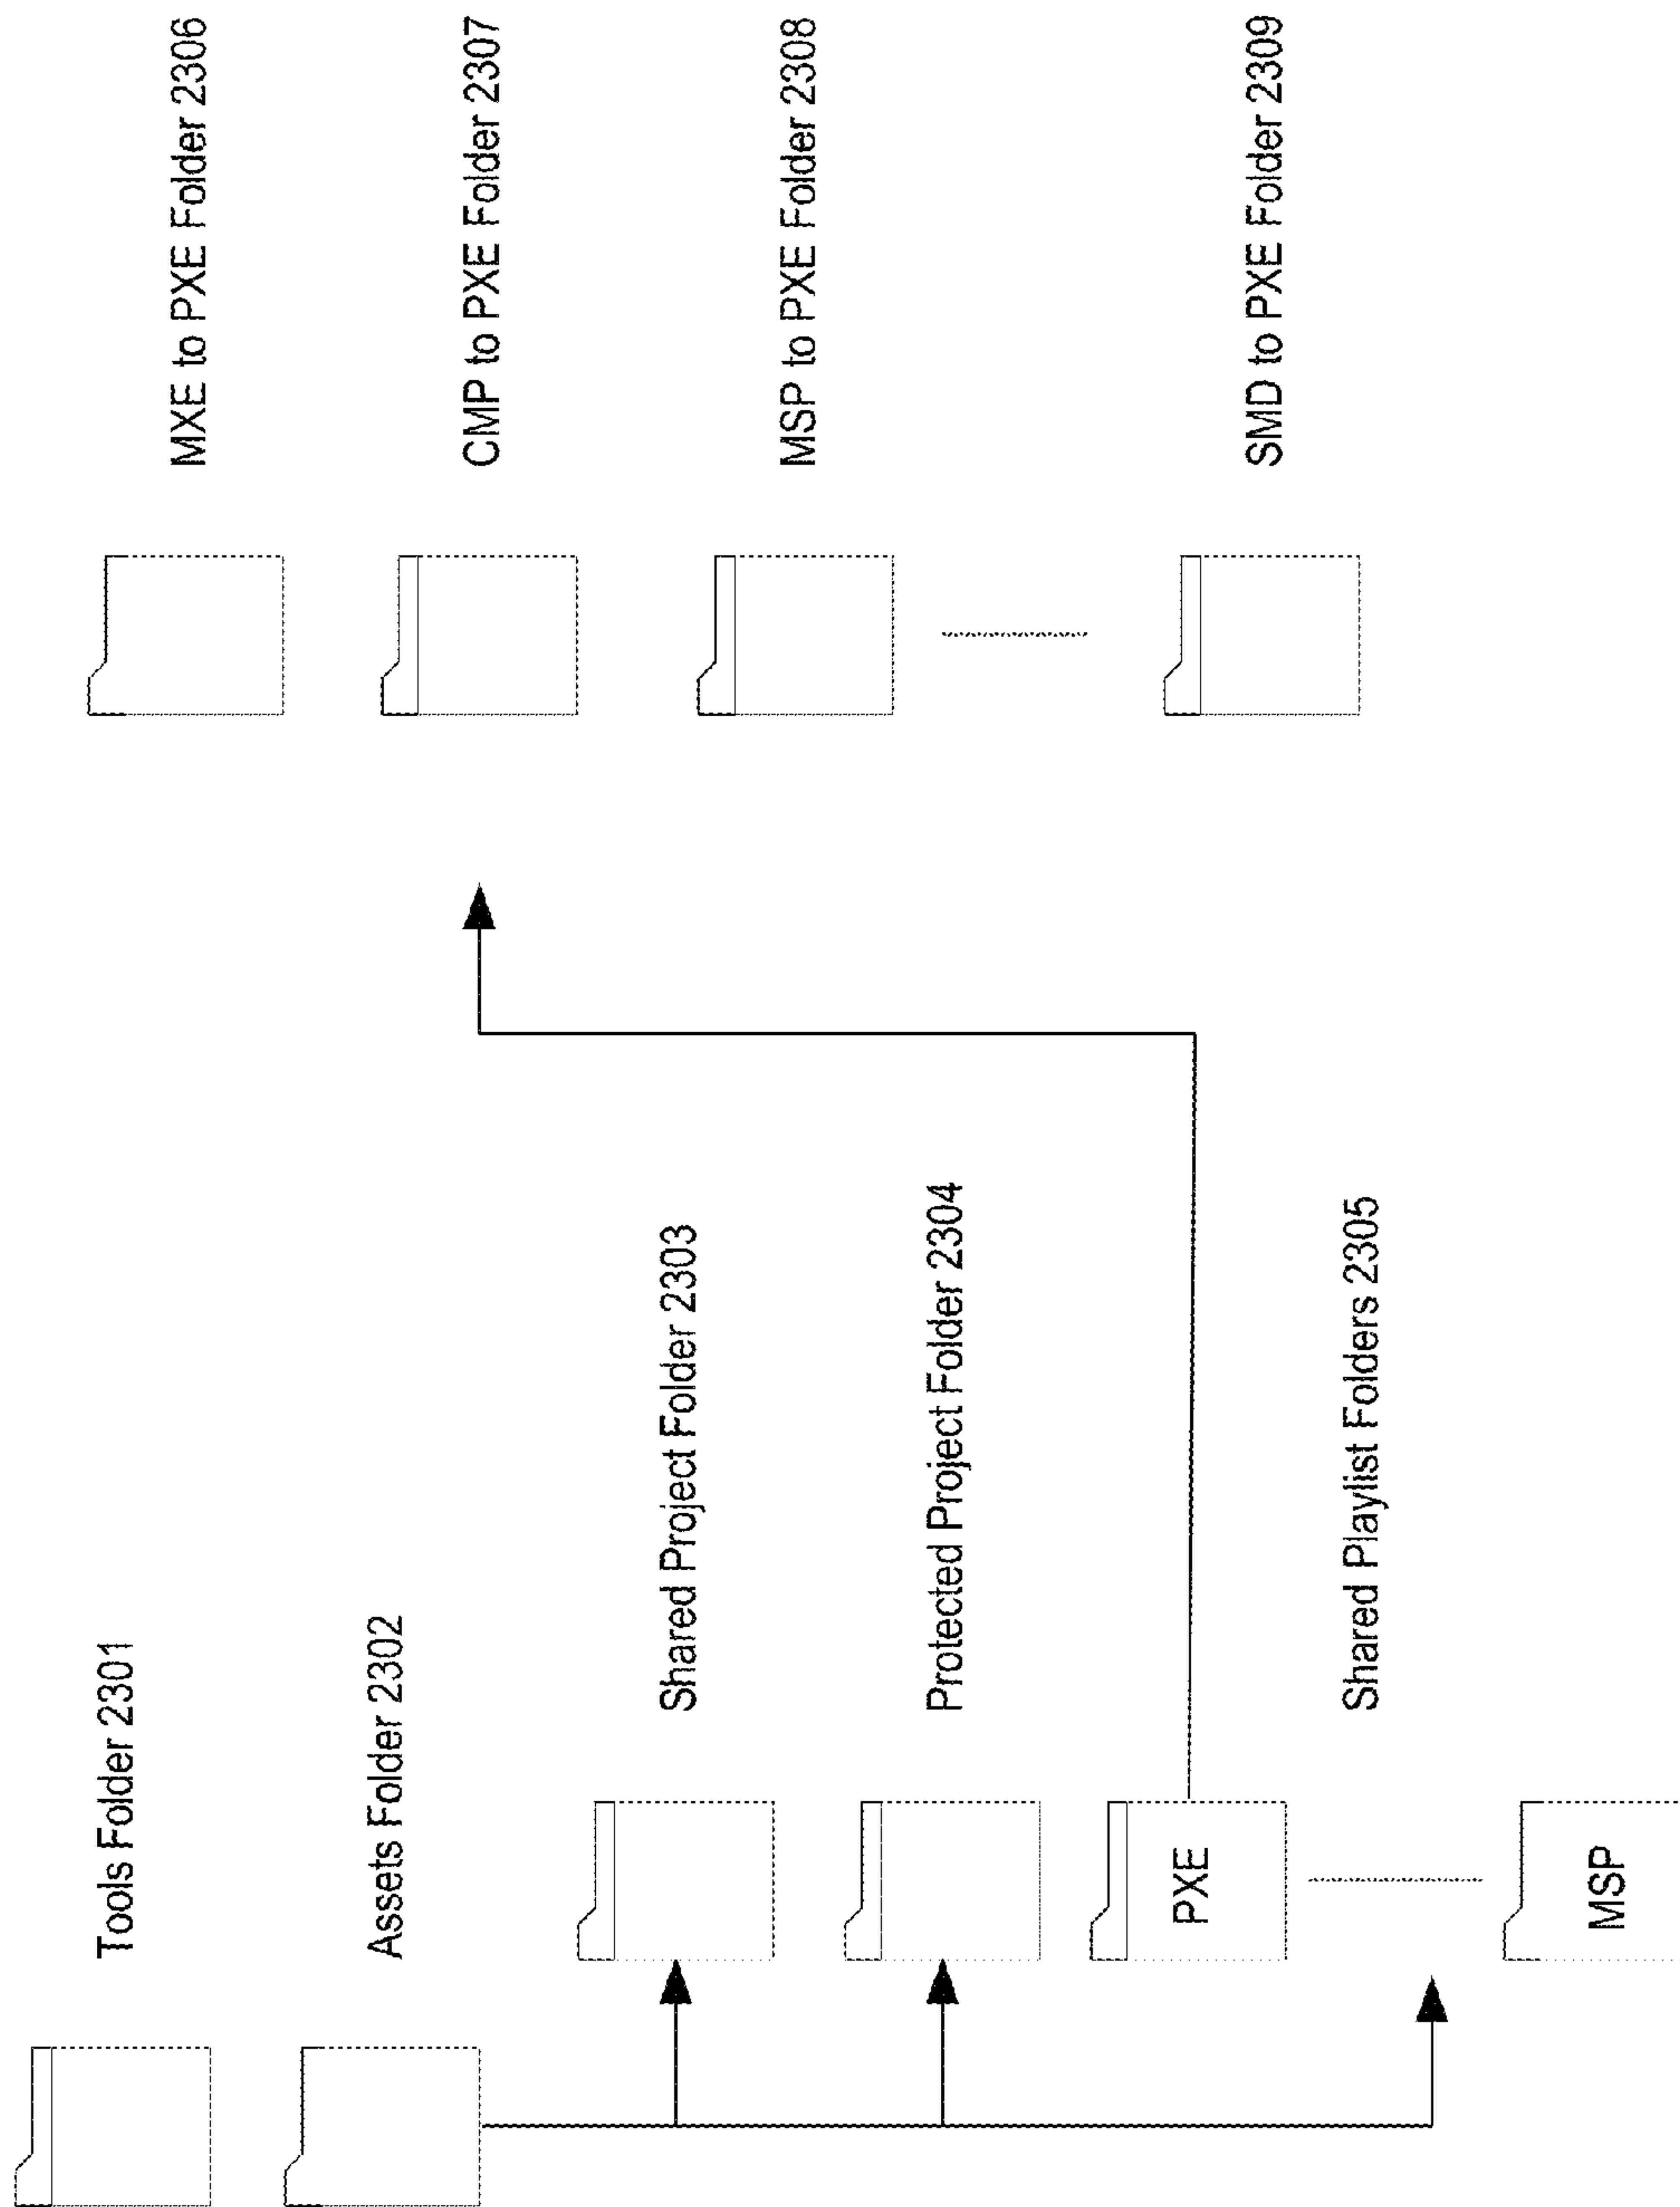 Tools Folder 2301
Assets Folder 2302
Shared Project Folder 2303
Protected Project Folder 2304
PXE
Shared Playlist Folders 2305
MSP
MXE to PXE Folder 2306
CMP to PXE Folder 2307
MSP to PXE Folder 2308
SMD to PXE Folder 2309